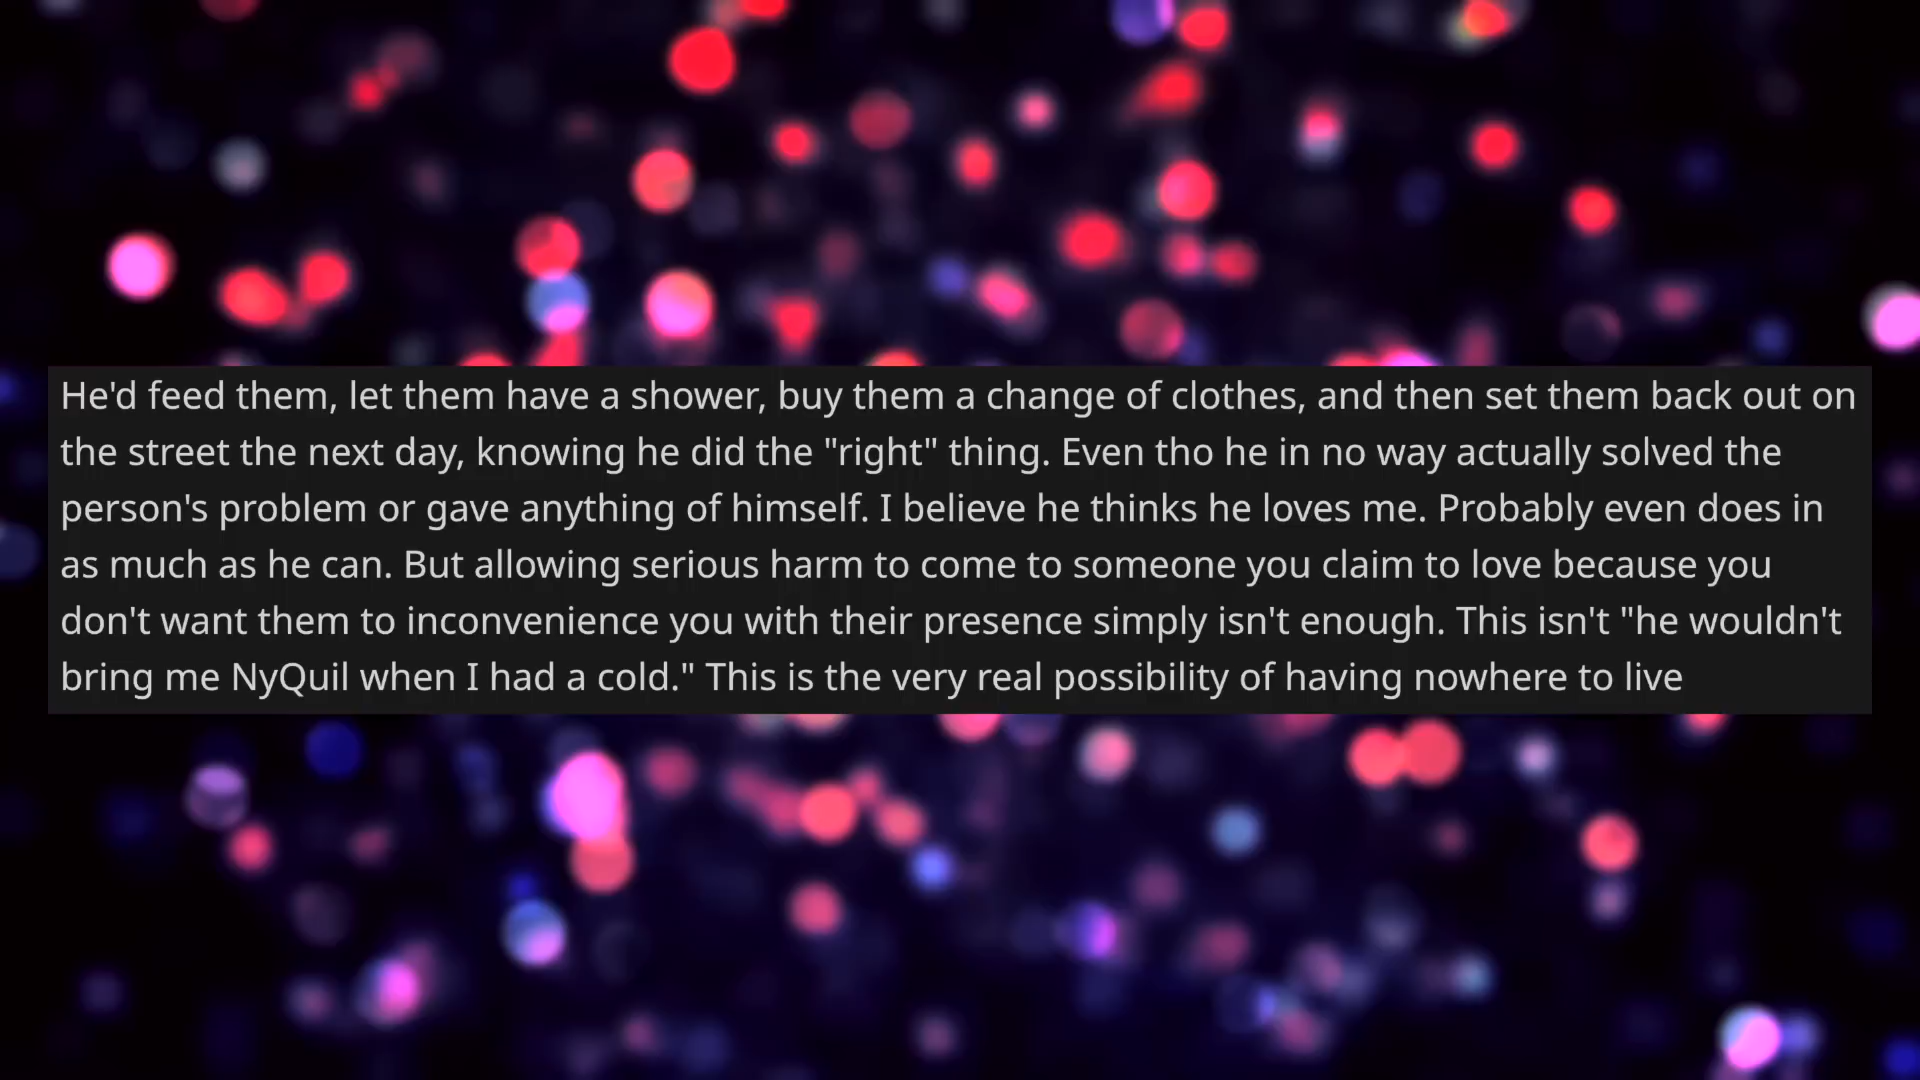 He'd feed them, let them have a shower, buy them a change of clothes, and then set them back out on
the street the next day, knowing he did the "right" thing. Even tho he in no way actually solved the
person's problem or gave anything of himself. I believe he thinks he loves me. Probably even does in
as much as he can. But allowing serious harm to come to someone you claim to love because you
don't want them to inconvenience you with their presence simply isn't enough. This isn't "he wouldn't
bring me NyQuil when I had a cold." This is the very real possibility of having nowhere to live